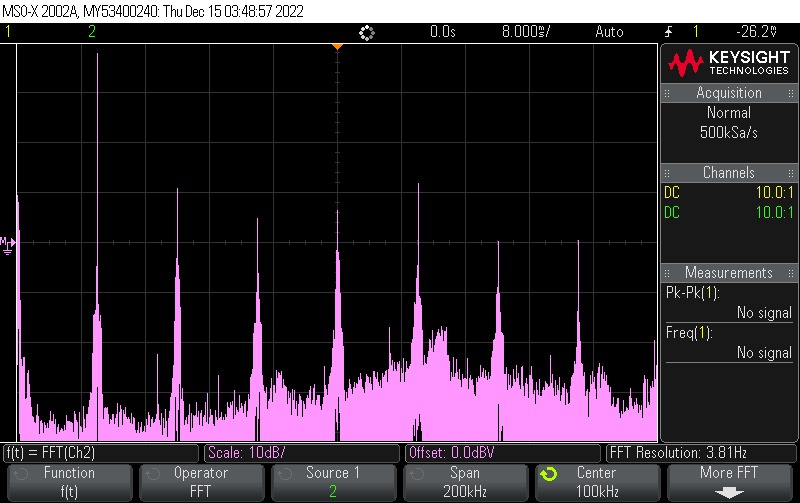 MSO-X 2002A, MY53400240: Thu Dec 15 03:48:57 2022
1 2 0.0s 8.000㎳/ Auto 1 -26.2V
KEYSIGHT
TECHNOLOGIES
Acquisition
Normal
500kSa/s
Channels
DC 10.0:1
DC 10.0:1
M
Measurements
Pk-Pk(1):
No signal
Freq(1):
No signal
f(t) = FFT(Ch2) Scale: 10dB/ Offset: 0.0dBV FFT Resolution: 3.81Hz
Function Operator Source 1 Span Center More FFT
f(t) FFT 2 200kHz 100kHz